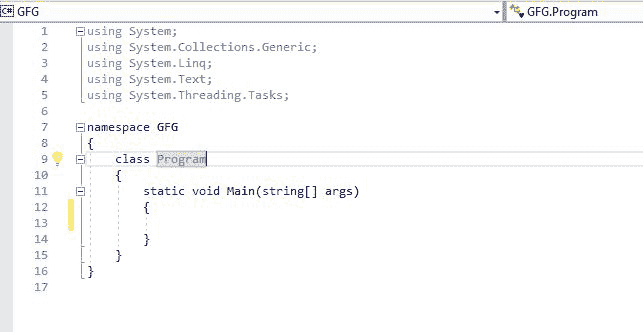 C# GFG GFG.Program
1 using System;
2 using System.Collections.Generic;
3 using System.Linq;
4 using System.Text;
5 using System.Threading.Tasks;
6
7 namespace GFG
8 {
9 class Program
10 {
11 static void Main(string[] args)
12 {
13
14 }
15 }
16 }
17